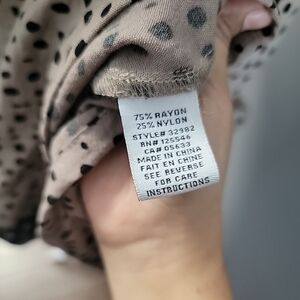 75% RAYON
25% NYLON
STYLE# 32982
RN# 125546
CA# 05633
MADE IN CHINA
FAIT EN CHINE
SEE REVERSE
FOR CARE
INSTRUCTIONS